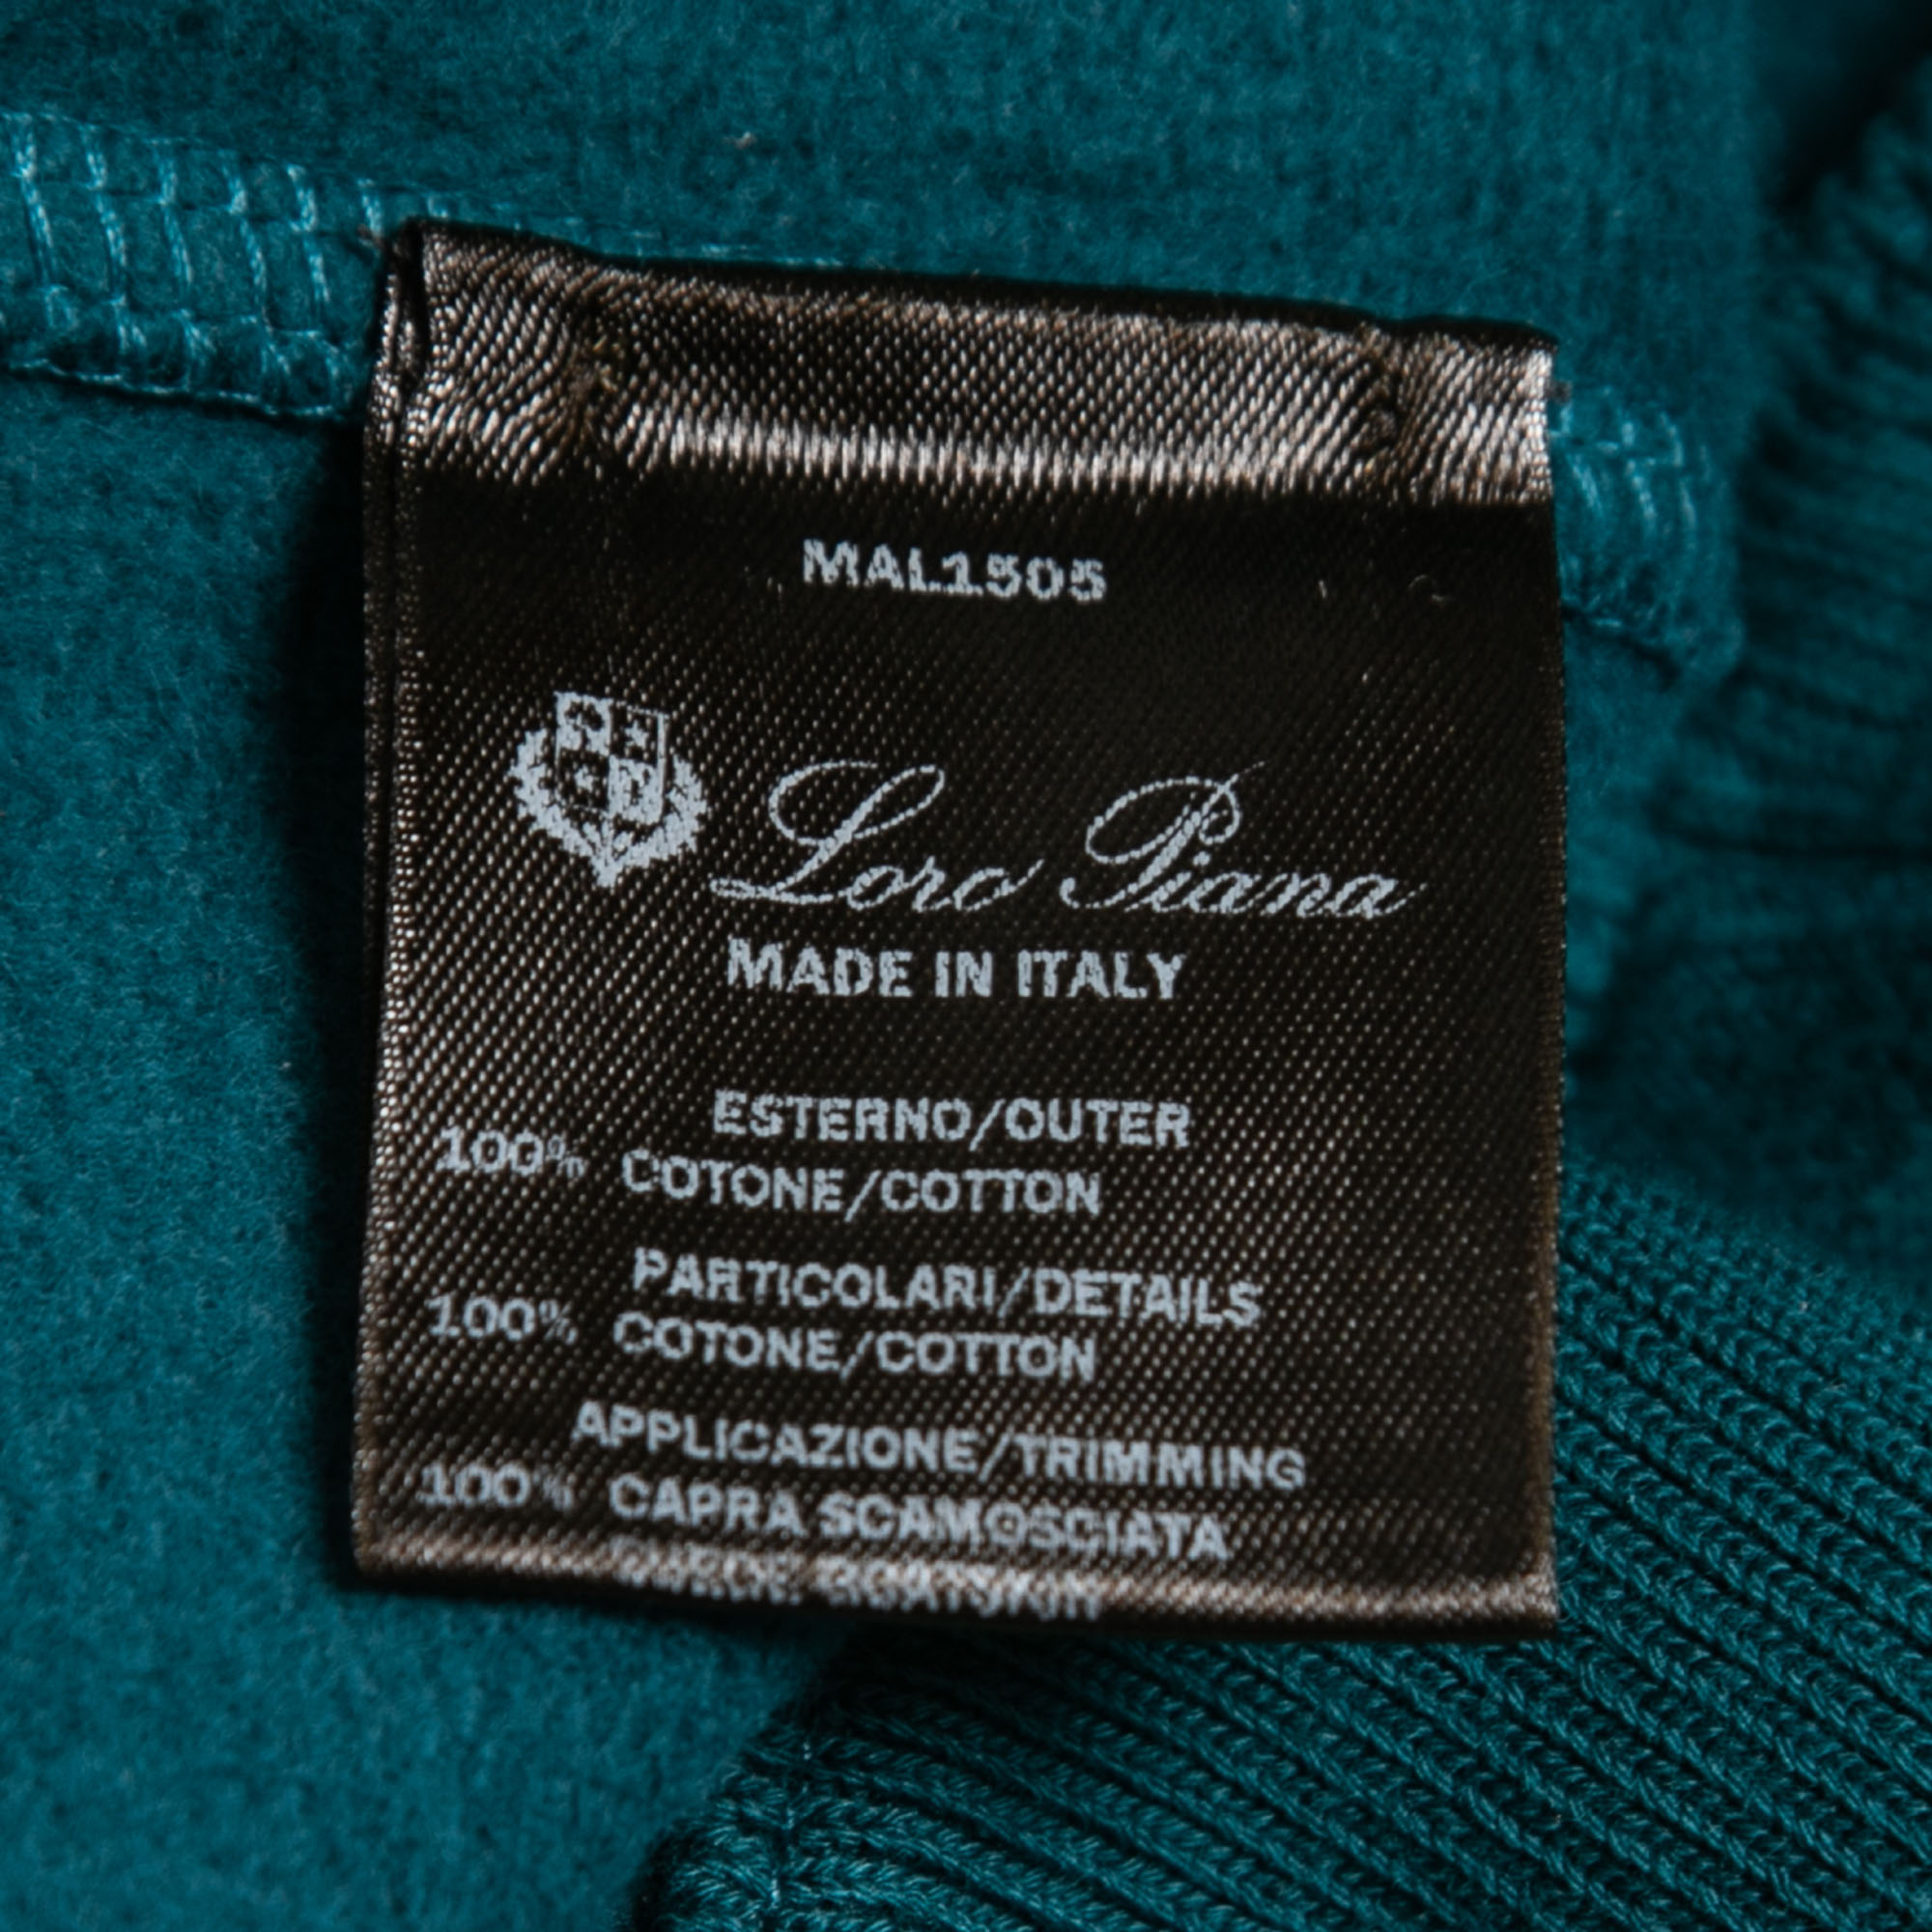 MAL1505
Loro Piana
MADE IN ITALY
ESTERNO/OUTER
100% COTONE/COTTON
PARTICOLARI/DETAILS
100% COTONE/COTTON
APPLICAZIONE/TRIMMING
100% CAPRA SCAMOSCIATA